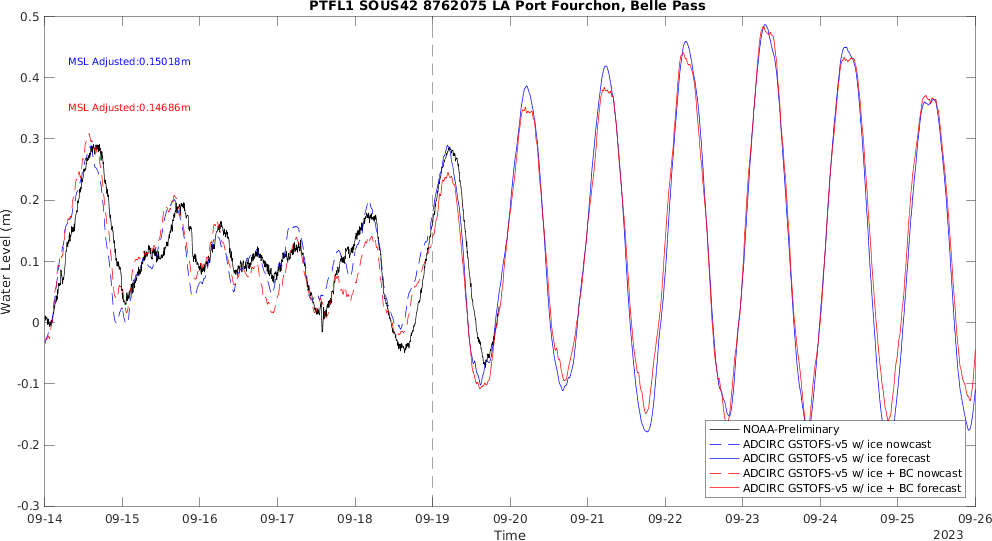 PTFL1 SOUS42 8762075 LA Port Fourchon, Belle Pass
0.5
MSL Adjusted:0.15018m
0.4
MSL Adjusted:0.14686m
0.3
0.2
Water Level (m)
0.1
0
-0.1
-0.2
NOAA-Preliminary
ADCIRC GSTOFS-v5 w/ ice nowcast
ADCIRC GSTOFS-v5 w/ ice forecast
ADCIRC GSTOFS-v5 w/ ice + BC nowcast
ADCIRC GSTOFS-v5 w/ ice + BC forecast
-0.3
09-14 09-15 09-16 09-17 09-18 09-19 09-20 09-21 09-22 09-23 09-24 09-25 09-26
Time
2023